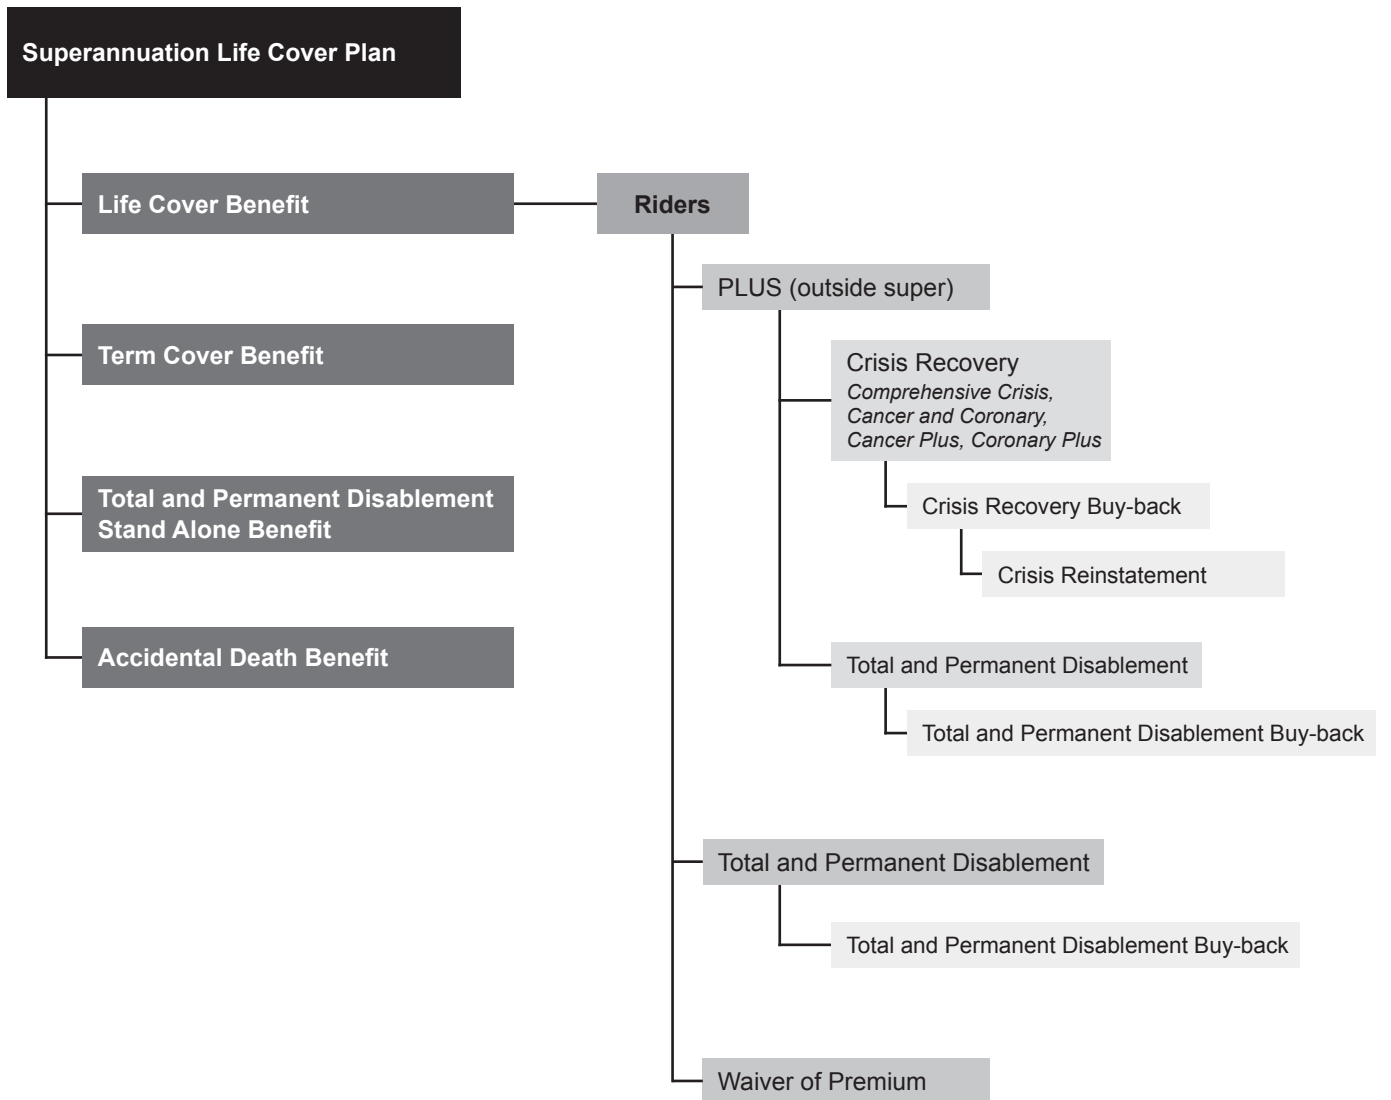 Superannuation Life Cover Plan
Life Cover Benefit
Riders
PLUS (outside super)
Term Cover Benefit
Crisis Recovery
Comprehensive Crisis,
Cancer and Coronary,
Cancer Plus, Coronary Plus
Total and Permanent Disablement
Stand Alone Benefit
Crisis Recovery Buy-back
Crisis Reinstatement
Accidental Death Benefit
Total and Permanent Disablement
Total and Permanent Disablement Buy-back
Total and Permanent Disablement
Total and Permanent Disablement Buy-back
Waiver of Premium